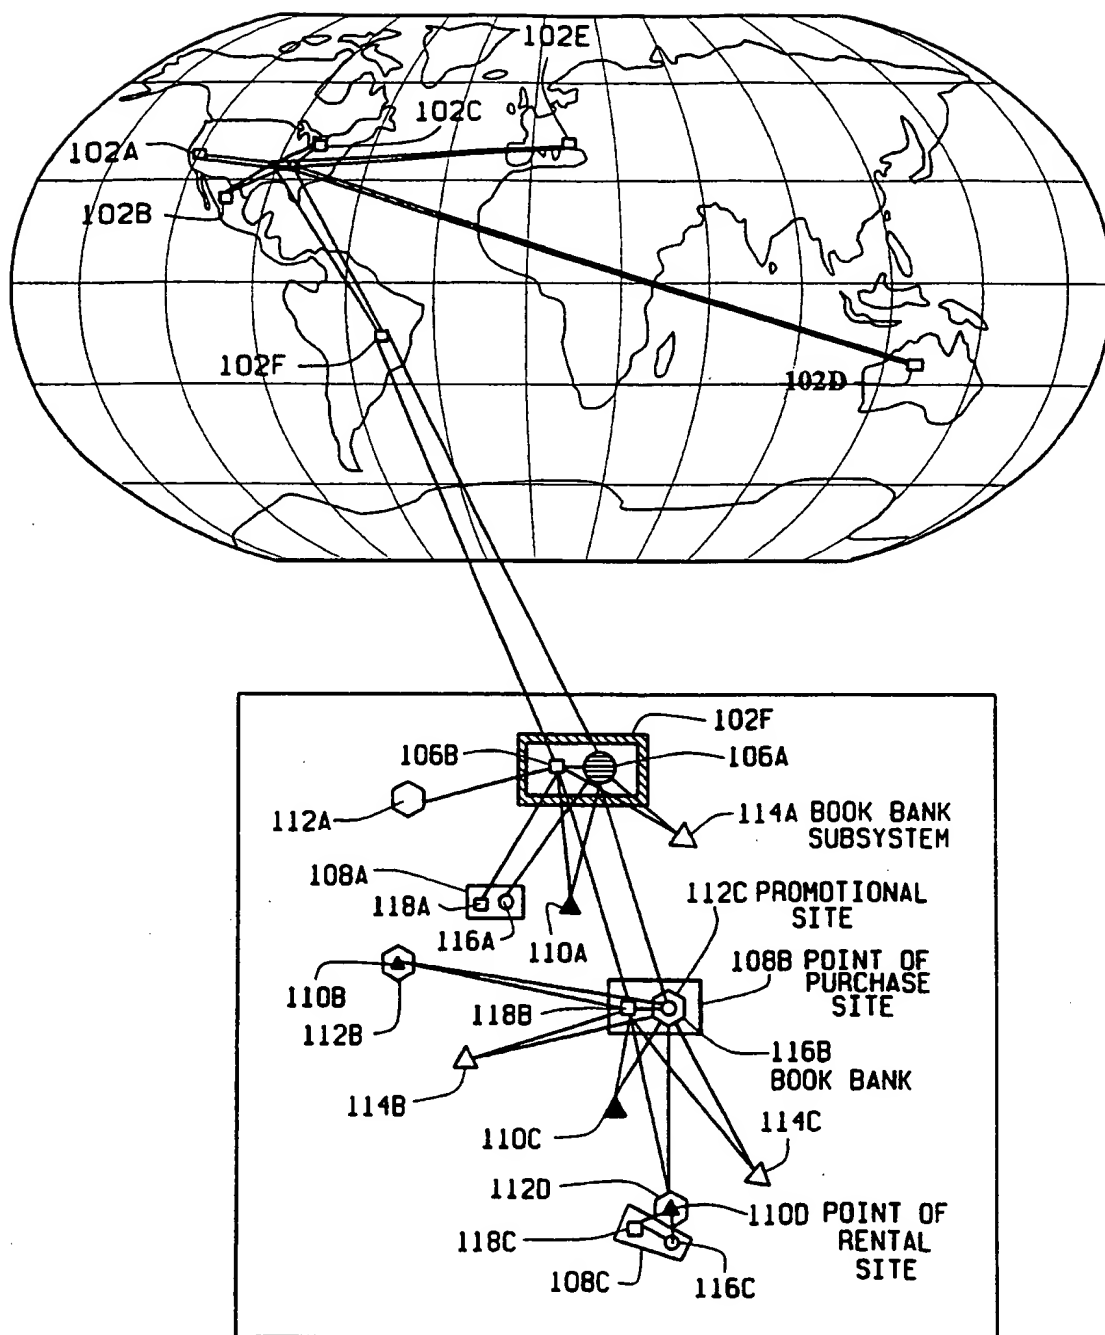 102E
102C
102A
102B
102F
102D
102F
106B
106A
112A
114A BOOK BANK
SUBSYSTEM
108A
112C PROMOTIONAL
SITE
118A
116A
110A
108B POINT OF
PURCHASE
SITE
110B
112B
118B
116B
BOOK BANK
114B
110C
114C
112D
110D POINT OF
RENTAL
SITE
118C
108C
116C